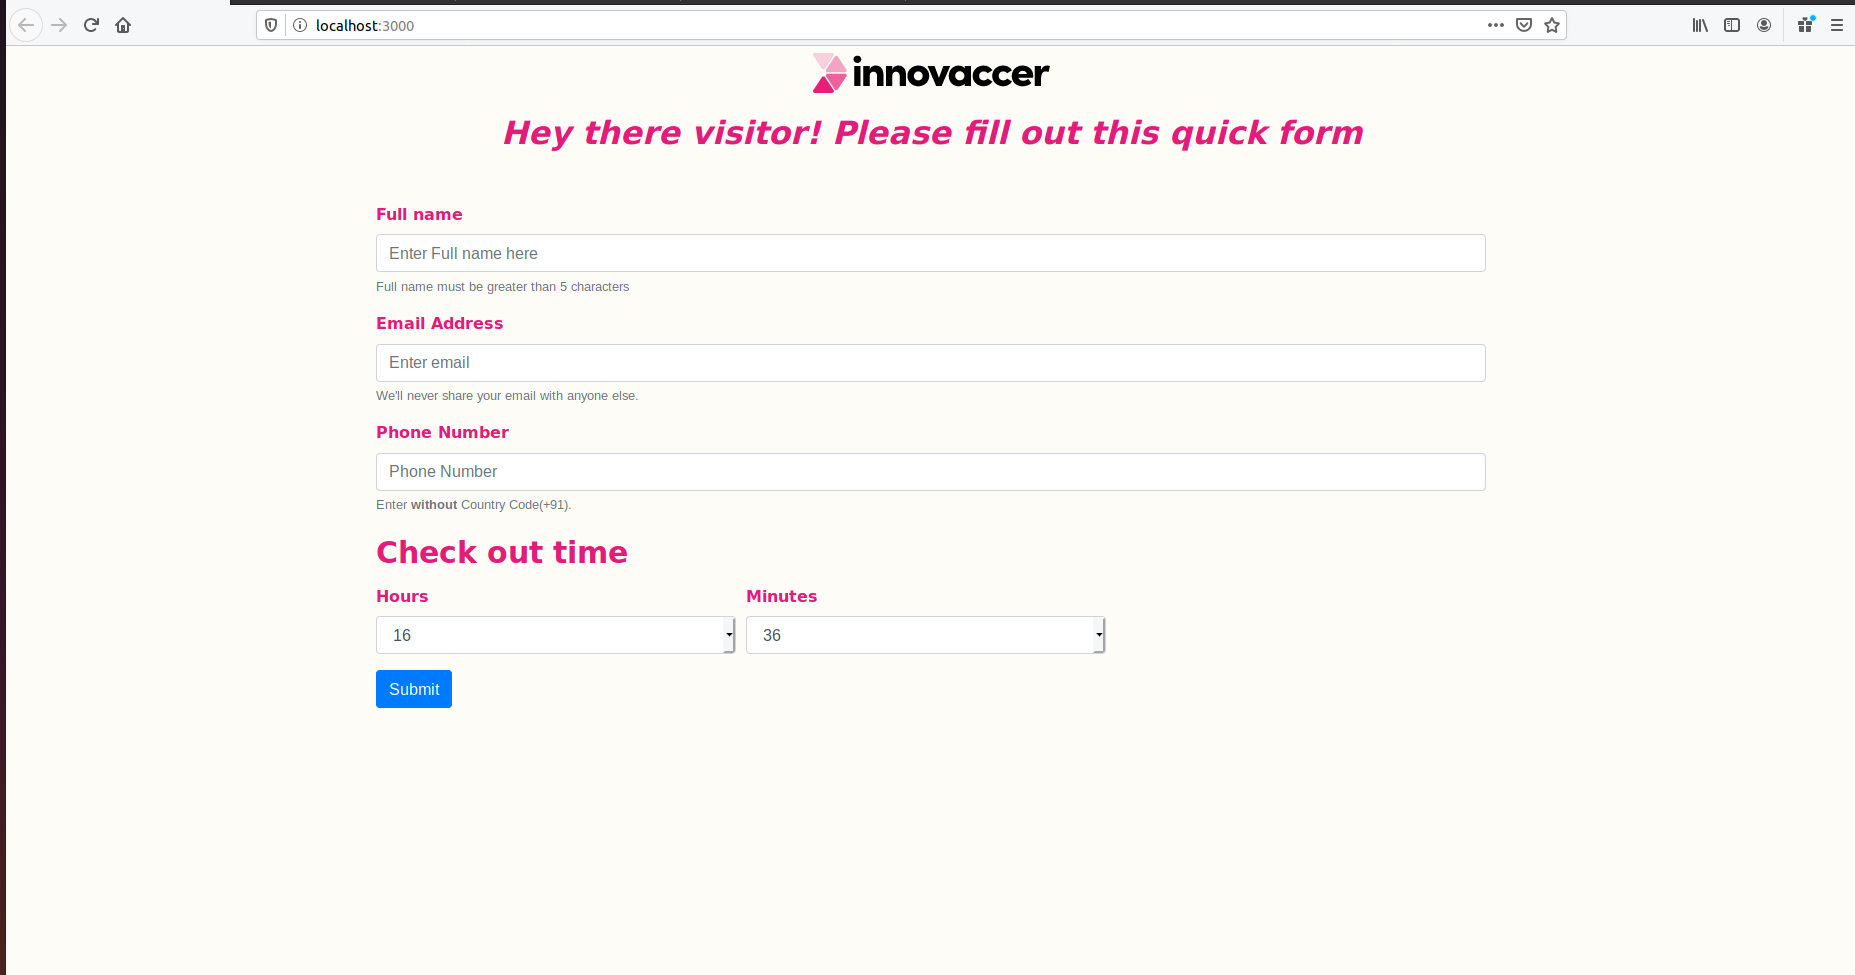 localhost:3000
innovaccer
Hey there visitor! Please fill out this quick form
Full name
Enter Full name here
Full name must be greater than 5 characters
Email Address
Enter email
We'll never share your email with anyone else.
Phone Number
Phone Number
Enter without Country Code(+91).
Check out time
Hours Minutes
16 36
Submit